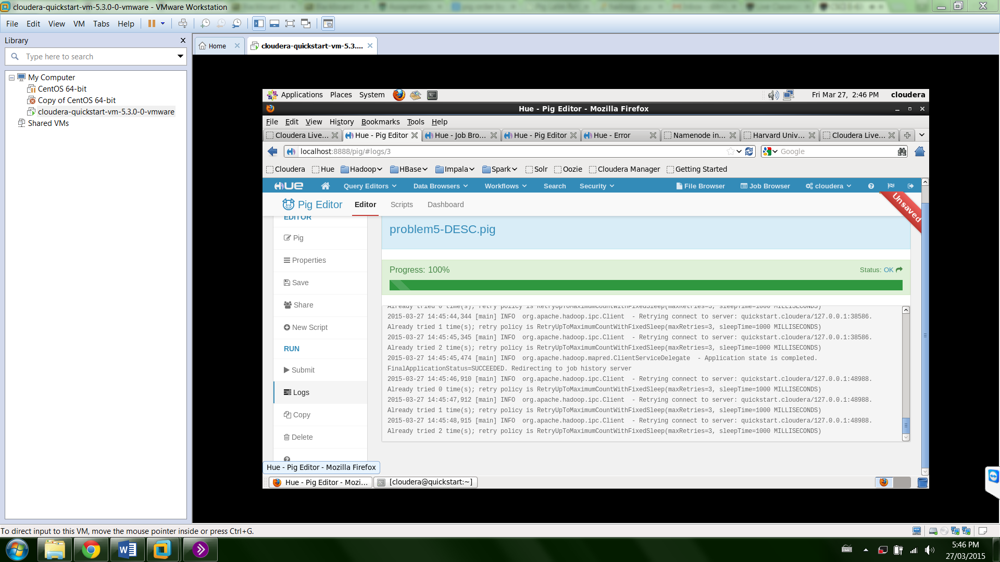 cloudera-quickstart-vm-5.3.0-0-vmware - VMware Workstation
File Edit View VM Tabs Help
Library
Type here to search
My Computer
CentOS 64-bit
Copy of CentOS 64-bit
cloudera-quickstart-vm-5.3.0-0-vmware
Shared VMs
Home
cloudera-quickstart-vm-5.3....
Applications Places System
Fri Mar 27, 2:46 PM cloudera
Hue - Pig Editor - Mozilla Firefox
File Edit View History Bookmarks Tools Help
Cloudera Live... Hue - Pig Editor Hue - Job Bro... Hue - Pig Editor Hue - Error Namenode in... Harvard Univ... Cloudera Live...
localhost:8888/pig/#logs/3
Google
Cloudera Hue Hadoop HBase Impala Spark Solr Oozie Cloudera Manager Getting Started
HUE Query Editors Data Browsers Workflows Search Security File Browser Job Browser cloudera
Pig Editor Editor Scripts Dashboard
Unsaved
EDITOR
Pig
Properties
Save
Share
New Script
RUN
Submit
Logs
Copy
Delete
problem5-DESC.pig
Progress: 100%
Status: OK
Already tried 0 time(s); retry policy is RetryUpToMaximumCountWithFixedSleep(maxRetries=3, sleepTime=1000 MILLISECONDS)
2015-03-27 14:45:44,344 [main] INFO  org.apache.hadoop.ipc.Client  - Retrying connect to server: quickstart.cloudera/127.0.0.1:38586.
Already tried 1 time(s); retry policy is RetryUpToMaximumCountWithFixedSleep(maxRetries=3, sleepTime=1000 MILLISECONDS)
2015-03-27 14:45:45,345 [main] INFO  org.apache.hadoop.ipc.Client  - Retrying connect to server: quickstart.cloudera/127.0.0.1:38586.
Already tried 2 time(s); retry policy is RetryUpToMaximumCountWithFixedSleep(maxRetries=3, sleepTime=1000 MILLISECONDS)
2015-03-27 14:45:45,474 [main] INFO  org.apache.hadoop.mapred.ClientServiceDelegate  - Application state is completed.
FinalApplicationStatus=SUCCEEDED. Redirecting to job history server
2015-03-27 14:45:46,910 [main] INFO  org.apache.hadoop.ipc.Client  - Retrying connect to server: quickstart.cloudera/127.0.0.1:48988.
Already tried 0 time(s); retry policy is RetryUpToMaximumCountWithFixedSleep(maxRetries=3, sleepTime=1000 MILLISECONDS)
2015-03-27 14:45:47,912 [main] INFO  org.apache.hadoop.ipc.Client  - Retrying connect to server: quickstart.cloudera/127.0.0.1:48988.
Already tried 1 time(s); retry policy is RetryUpToMaximumCountWithFixedSleep(maxRetries=3, sleepTime=1000 MILLISECONDS)
2015-03-27 14:45:48,915 [main] INFO  org.apache.hadoop.ipc.Client  - Retrying connect to server: quickstart.cloudera/127.0.0.1:48988.
Already tried 2 time(s); retry policy is RetryUpToMaximumCountWithFixedSleep(maxRetries=3, sleepTime=1000 MILLISECONDS)
Hue - Pig Editor - Mozilla Firefox
Hue - Pig Editor - Mozi... [cloudera@quickstart:~]
To direct input to this VM, move the mouse pointer inside or press Ctrl+G.
5:46 PM
27/03/2015